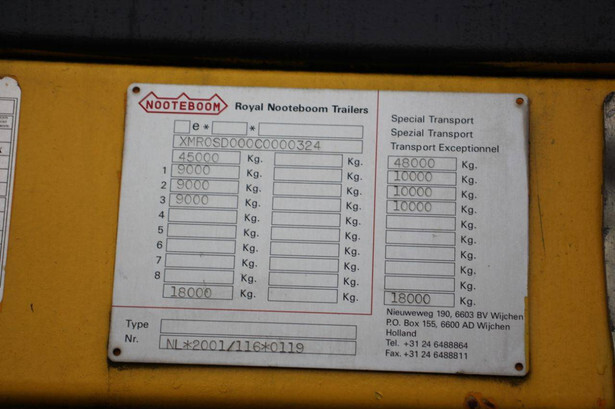 NOOTEBOOM Royal Nooteboom Trailers
Special Transport
Spezial Transport
Transport Exceptionnel
e* *
XMR0SD000C0000324
45000 Kg. Kg. 48000 Kg.
1 9000 Kg. Kg. 10000 Kg.
2 9000 Kg. Kg. 10000 Kg.
3 9000 Kg. Kg. 10000 Kg.
4 Kg. Kg. Kg.
5 Kg. Kg. Kg.
6 Kg. Kg. Kg.
7 Kg. Kg. Kg.
8 Kg. Kg. Kg.
18000 Kg. Kg. 18000 Kg.
Type
Nr. NL*2001/116*0119
Nieuweweg 190, 6603 BV Wijchen
P.O. Box 155, 6600 AD Wijchen
Holland
Tel. +31 24 6488864
Fax. +31 24 6488811